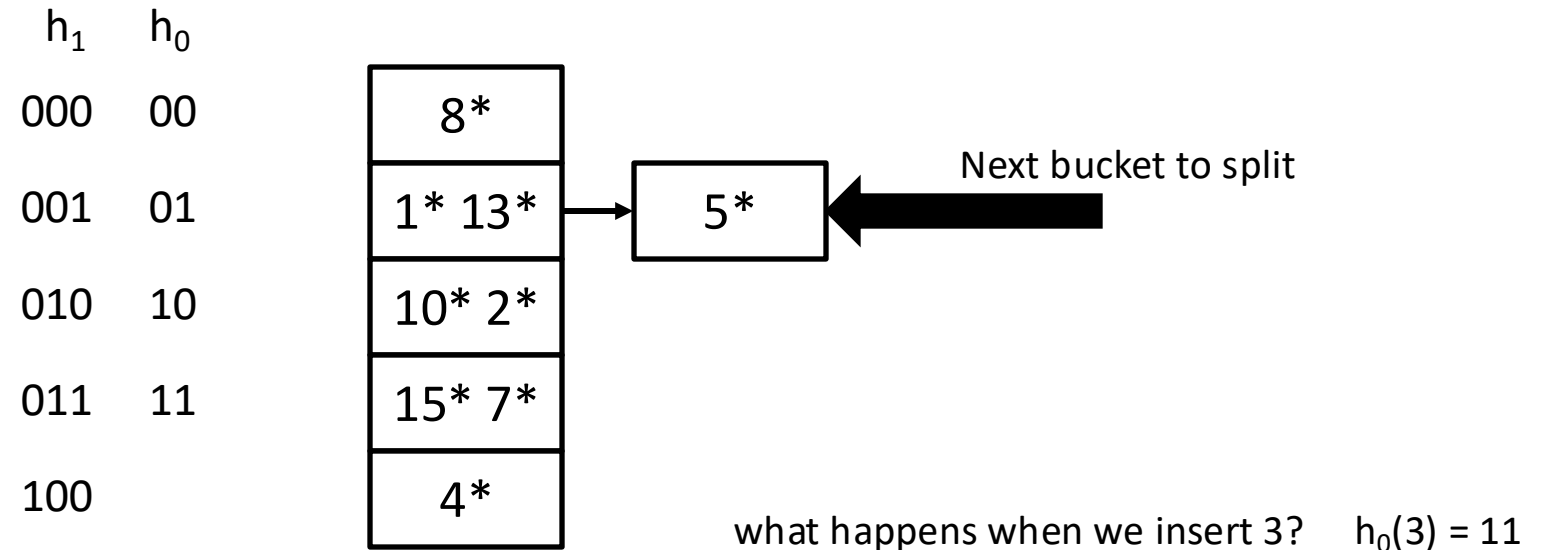 h₁ h₀
000 00 8*
Next bucket to split
001 01 1* 13* 5*
010 10 10* 2*
011 11 15* 7*
100 4*
what happens when we insert 3? h₀(3) = 11